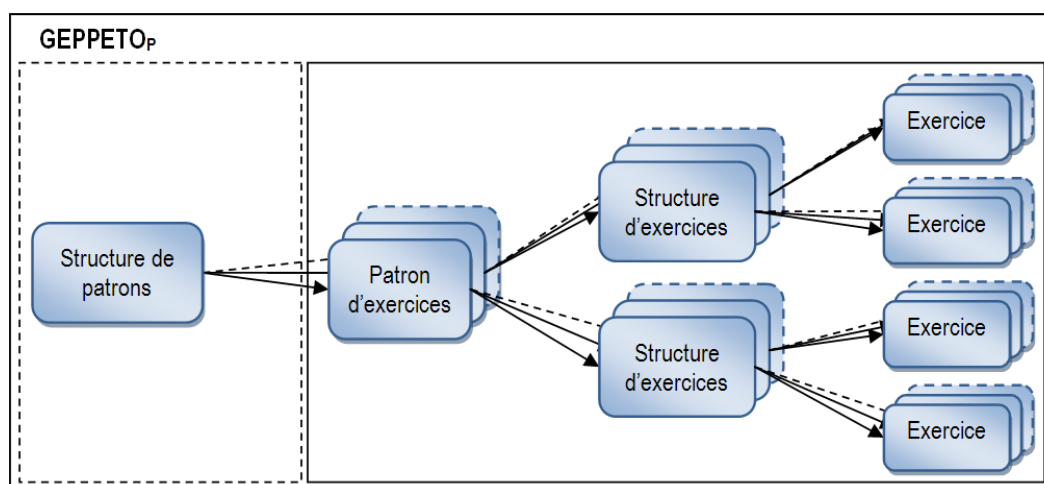 GEPPETOP
Structure de
patrons
Patron
d'exercices
Structure
d'exercices
Structure
d'exercices
Exercice
Exercice
Exercice
Exercice